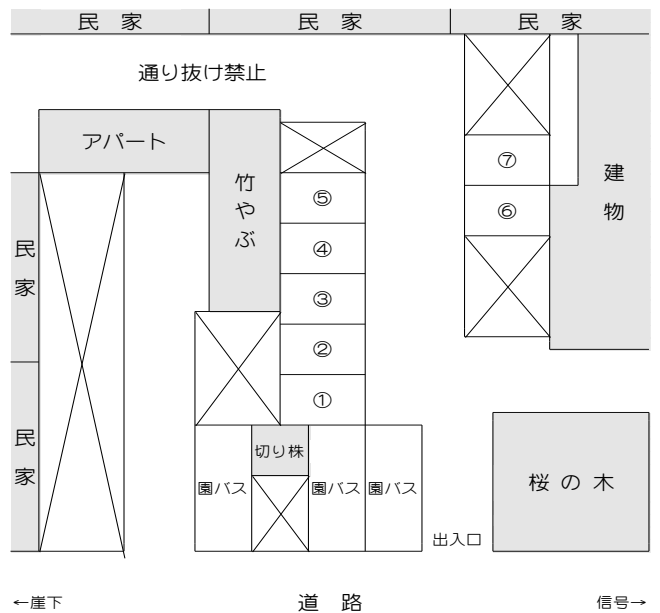 民 家
民 家
民 家
通り抜け禁止
アパート
竹やぶ
⑤
④
③
②
①
⑦
⑥
建物
民家
民家
切り株
園バス
園バス
園バス
桜 の 木
出入口
←崖下
道 路
信号→